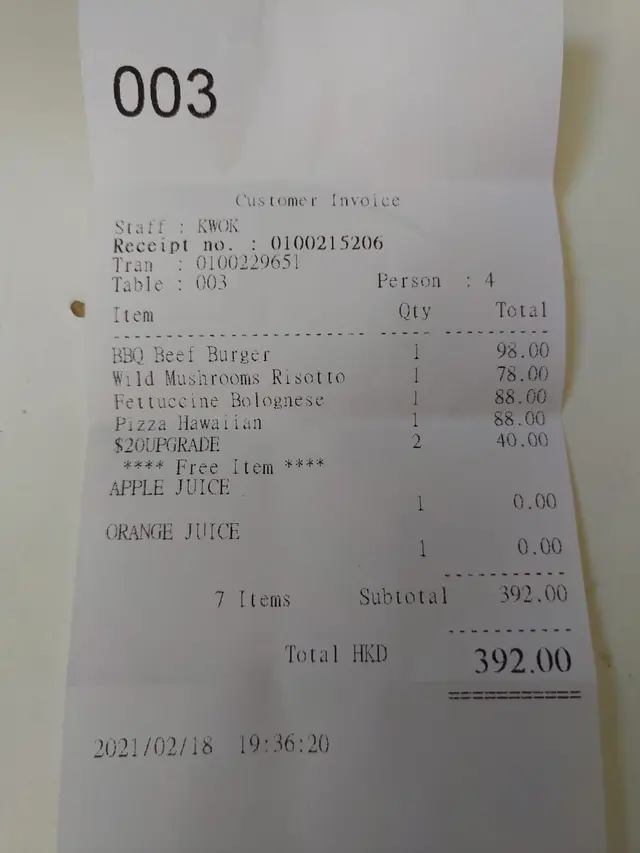 003
Customer Invoice
Staff : KWOK
Receipt no. : 0100215206
Tran : 0100229651
Table : 003 Person : 4
Item Qty Total
BBQ Beef Burger 1 98.00
Wild Mushrooms Risotto 1 78.00
Fettuccine Bolognese 1 88.00
Pizza Hawaiian 1 88.00
$20UPGRADE 2 40.00
**** Free Item ****
APPLE JUICE
1 0.00
ORANGE JUICE
1 0.00
7 Items Subtotal 392.00
Total HKD 392.00
2021/02/18 19:36:20